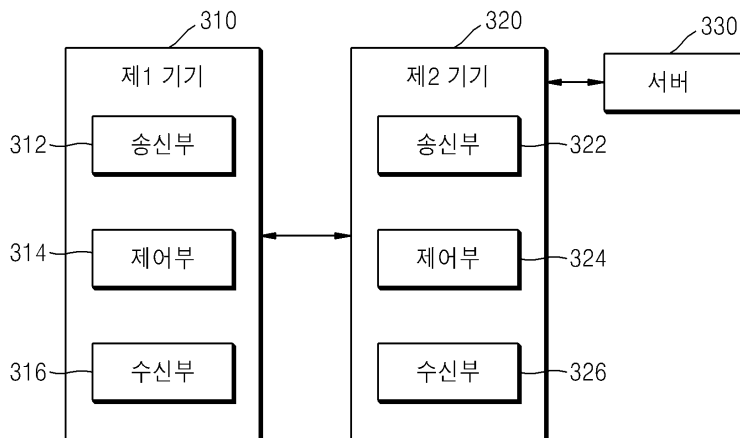 310
320
330
제1 기기
제2 기기
서버
312
송신부
송신부
322
314
제어부
제어부
324
316
수신부
수신부
326